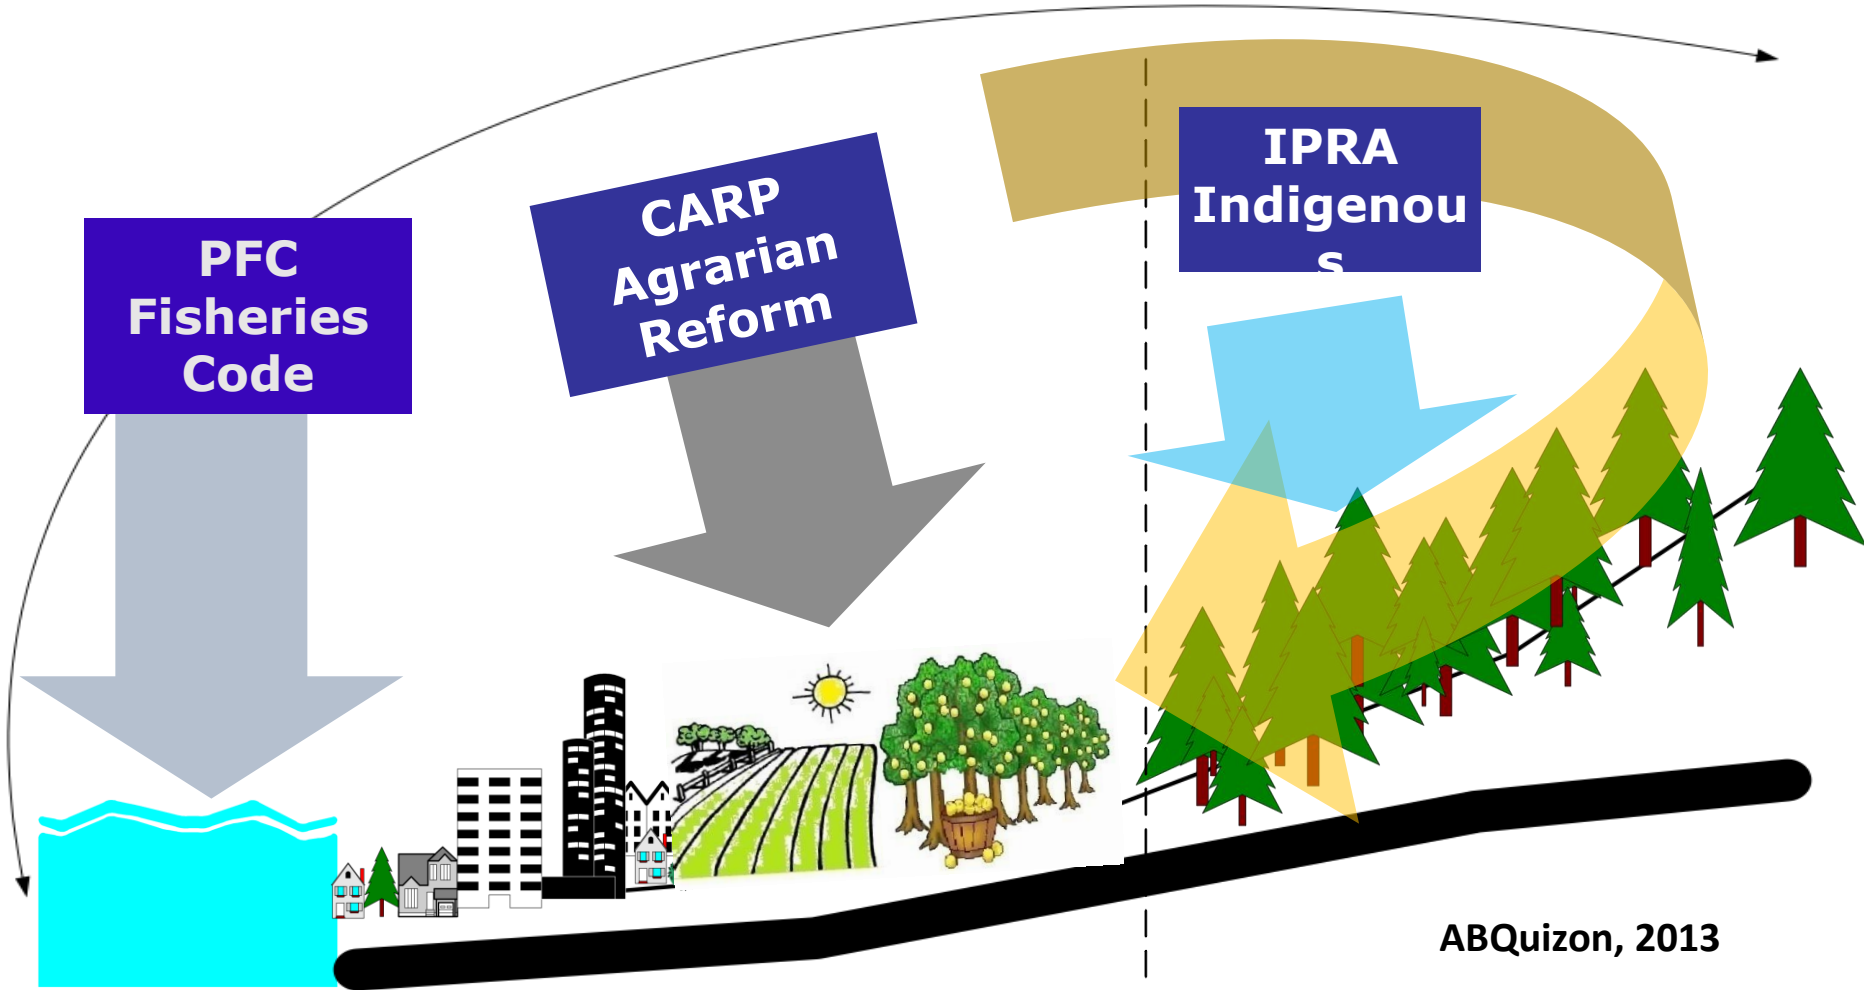 PFC
Fisheries
Code
CARP
Agrarian
Reform
IPRA
Indigenou
s
ABQuizon, 2013